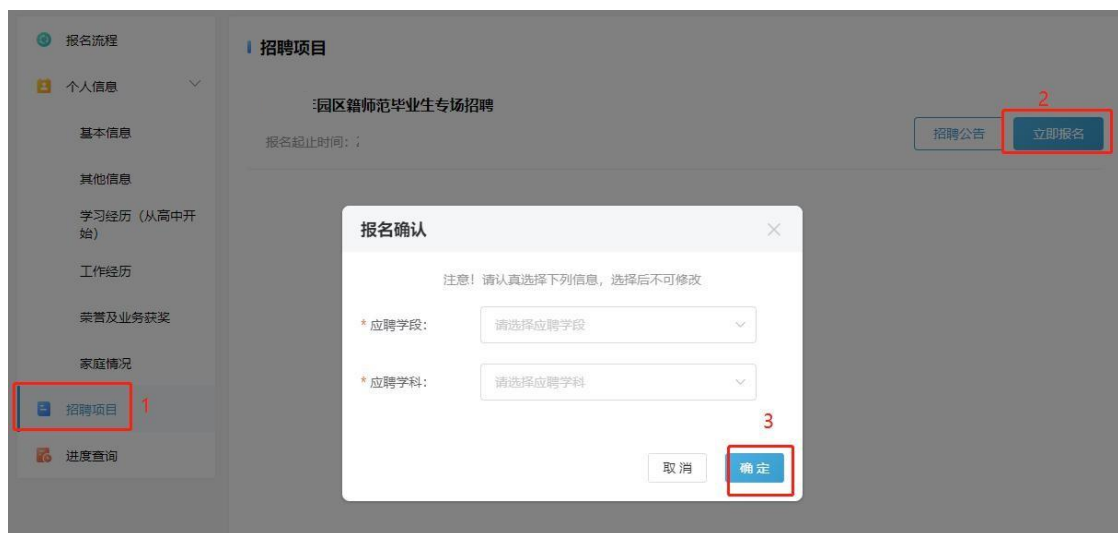 报名流程
个人信息
基本信息
其他信息
学习经历（从高中开
始）
工作经历
荣誉及业务获奖
家庭情况
招聘项目 1
进度查询
招聘项目
园区籍师范毕业生专场招聘
报名起止时间：
2
招聘公告 立即报名
报名确认
注意！请认真选择下列信息，选择后不可修改
* 应聘学段： 请选择应聘学段
* 应聘学科： 请选择应聘学科
3
取消 确定